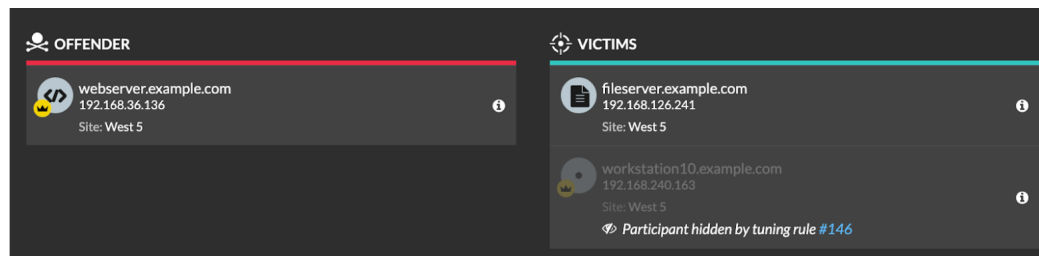 OFFENDER
webserver.example.com
192.168.36.136
Site: West 5
VICTIMS
fileserver.example.com
192.168.126.241
Site: West 5
workstation10.example.com
192.168.240.163
Site: West 5
Participant hidden by tuning rule #146